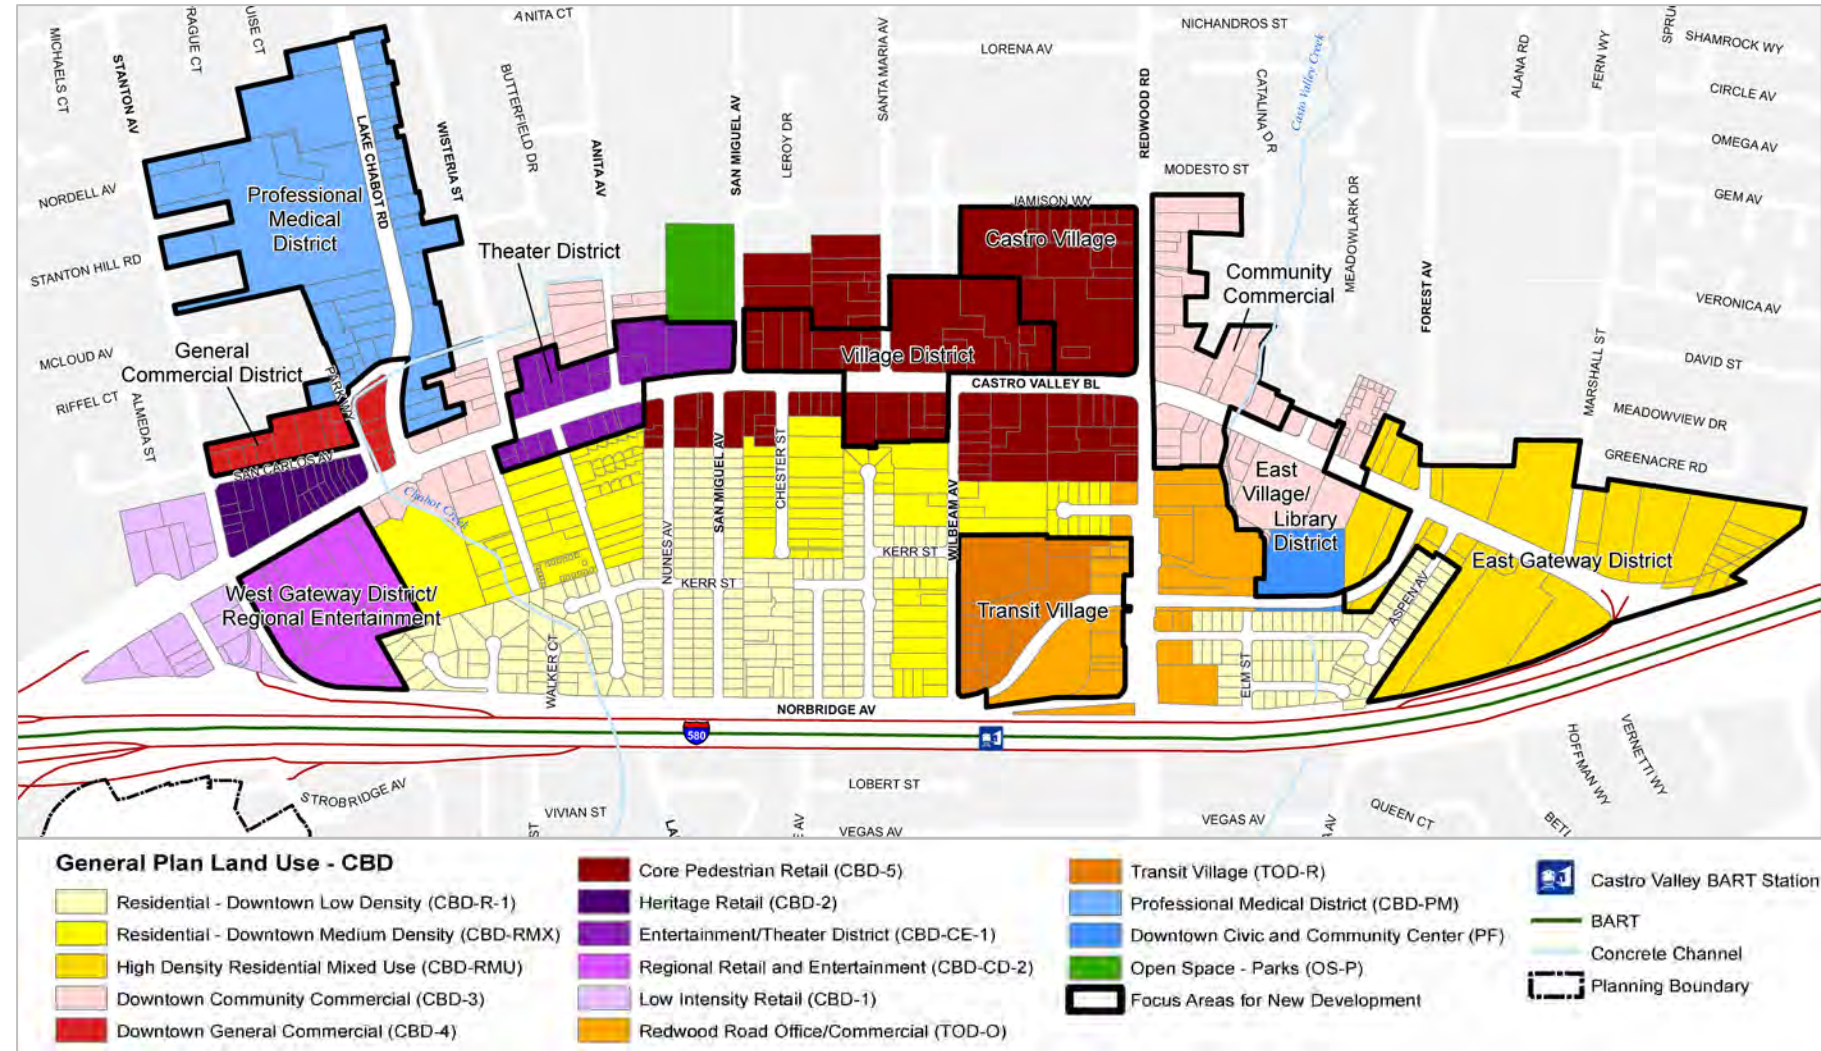 ANITA CT
NICHANDROS ST
MICHAELS CT
RAGUE CT
UISE CT
STANTON AV
BUTTERFIELD DR
WISTERIA ST
ANITA AV
SAN MIGUEL AV
LEROY DR
SANTA MARIA AV
LORENA AV
REDWOOD RD
CATALINA DR
Casto Valley Creek
ALANA RD
FERN WY
SPRU
SHAMROCK WY
CIRCLE AV
OMEGA AV
GEM AV
MODESTO ST
MEADOWLARK DR
FOREST AV
NORDELL AV
LAKE CHABOT RD
Professional
Medical
District
JAMISON WY
Castro Village
Theater District
STANTON HILL RD
Community
Commercial
VERONICA AV
MCLOUD AV
General
Commercial District
Village District
DAVID ST
MARSHALL ST
RIFFEL CT
ALMEDA ST
PARK WY
CASTRO VALLEY BL
MEADOWVIEW DR
SAN CARLOS AV
GREENACRE RD
Chabot Creek
SAN MIGUEL AV
CHESTER ST
NUNES AV
WILBEAM AV
East
Village/
Library
District
KERR ST
KERR ST
East Gateway District
ASPEN AV
West Gateway District/
Regional Entertainment
Transit Village
WALKER CT
ELM ST
NORBRIDGE AV
580
STROBRIDGE AV
LOBERT ST
VIVIAN ST
ST
LA
E AV
VEGAS AV
VEGAS AV
AV
QUEEN CT
BETL
HOFFMAN WY
VERNETTI WY
General Plan Land Use - CBD
Residential - Downtown Low Density (CBD-R-1)
Residential - Downtown Medium Density (CBD-RMX)
High Density Residential Mixed Use (CBD-RMU)
Downtown Community Commercial (CBD-3)
Downtown General Commercial (CBD-4)
Core Pedestrian Retail (CBD-5)
Heritage Retail (CBD-2)
Entertainment/Theater District (CBD-CE-1)
Regional Retail and Entertainment (CBD-CD-2)
Low Intensity Retail (CBD-1)
Redwood Road Office/Commercial (TOD-O)
Transit Village (TOD-R)
Professional Medical District (CBD-PM)
Downtown Civic and Community Center (PF)
Open Space - Parks (OS-P)
Focus Areas for New Development
Castro Valley BART Station
BART
Concrete Channel
Planning Boundary